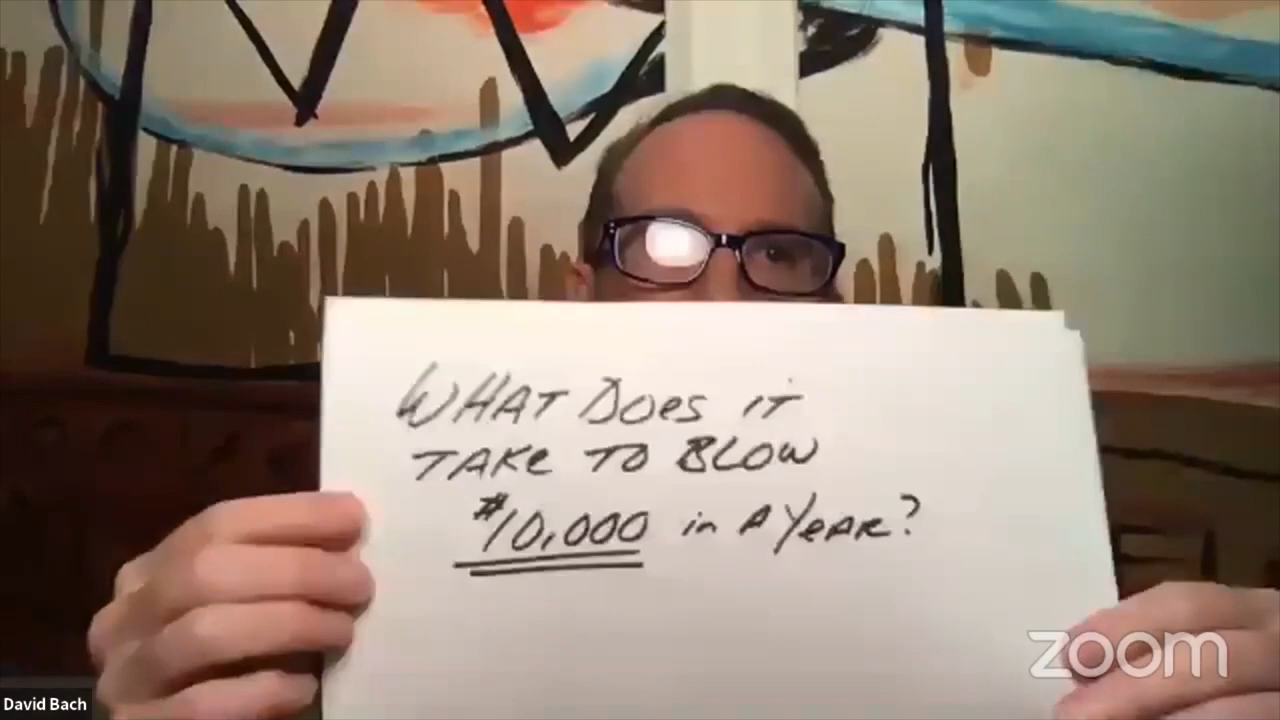 WHAT DOes iT
TAKe TO BLOW
$10,000 in A YeAR?
zoom
David Bach